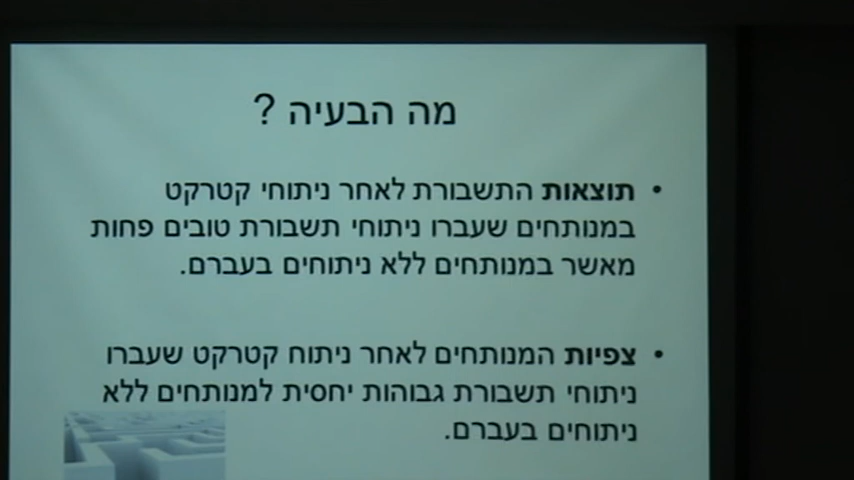 מה הבעיה ?
• תוצאות התשבורת לאחר ניתוחי קטרקט
במנותחים שעברו ניתוחי תשבורת טובים פחות
מאשר במנותחים ללא ניתוחים בעברם.
• צפיות המנותחים לאחר ניתוח קטרקט שעברו
ניתוחי תשבורת גבוהות יחסית למנותחים ללא
ניתוחים בעברם.